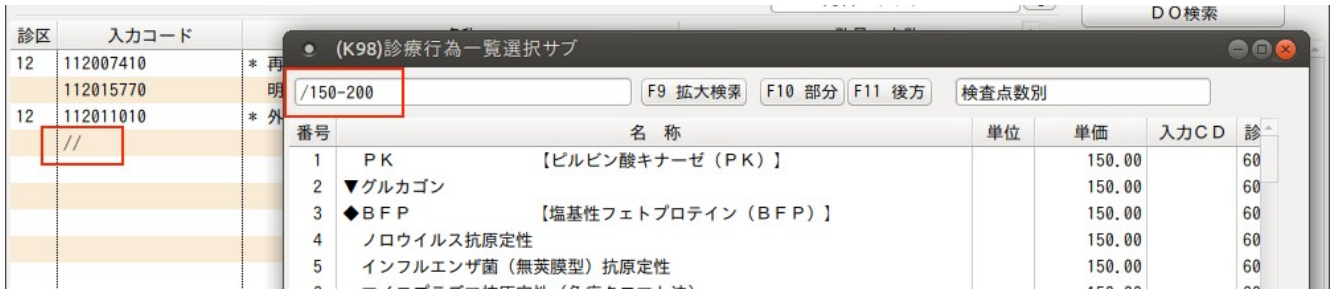 DO検索
診区 入力コード
12 112007410 * 再
112015770 明
12 112011010 * 外
//
(K98)診療行為一覧選択サブ
/150-200 F9 拡大検索 F10 部分 F11 後方 検査点数別
番号 名 称 単位 単価 入力CD 診
1 PK 【ピルビン酸キナーゼ(PK)】 150.00 60
2 ▼グルカゴン 150.00 60
3 ◆BFP 【塩基性フェトプロテイン(BFP)】 150.00 60
4 ノロウイルス抗原定性 150.00 60
5 インフルエンザ菌(無莢膜型)抗原定性 150.00 60